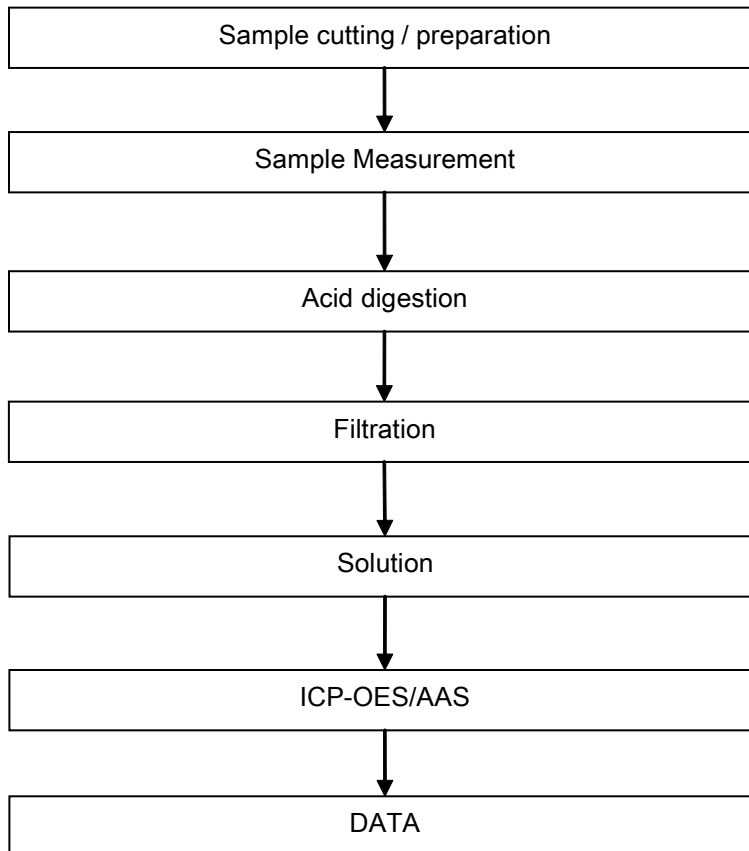 Sample cutting / preparation
Sample Measurement
Acid digestion
Filtration
Solution
ICP-OES/AAS
DATA